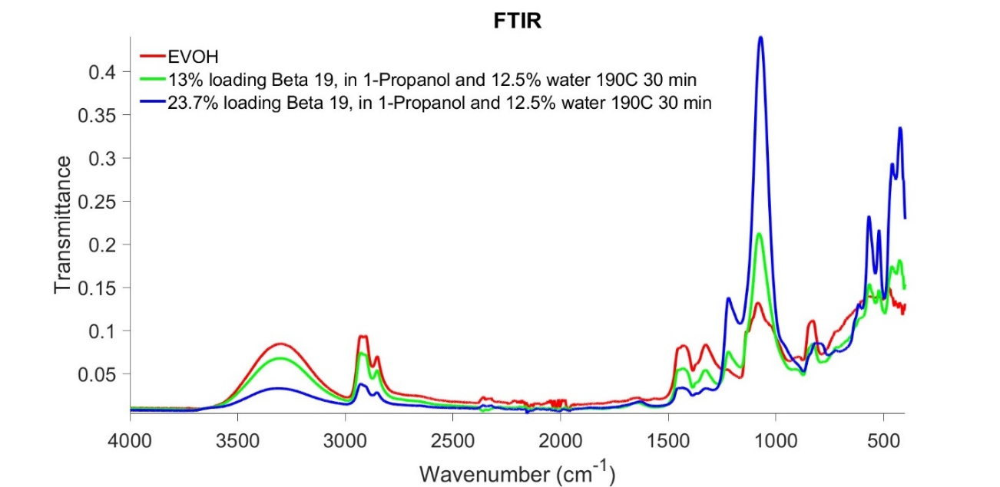 FTIR
EVOH
13% loading Beta 19, in 1-Propanol and 12.5% water 190C 30 min
23.7% loading Beta 19, in 1-Propanol and 12.5% water 190C 30 min
0.4
0.35
0.3
0.25
0.2
0.15
0.1
0.05
Transmittance
4000 3500 3000 2500 2000 1500 1000 500
Wavenumber (cm⁻¹)